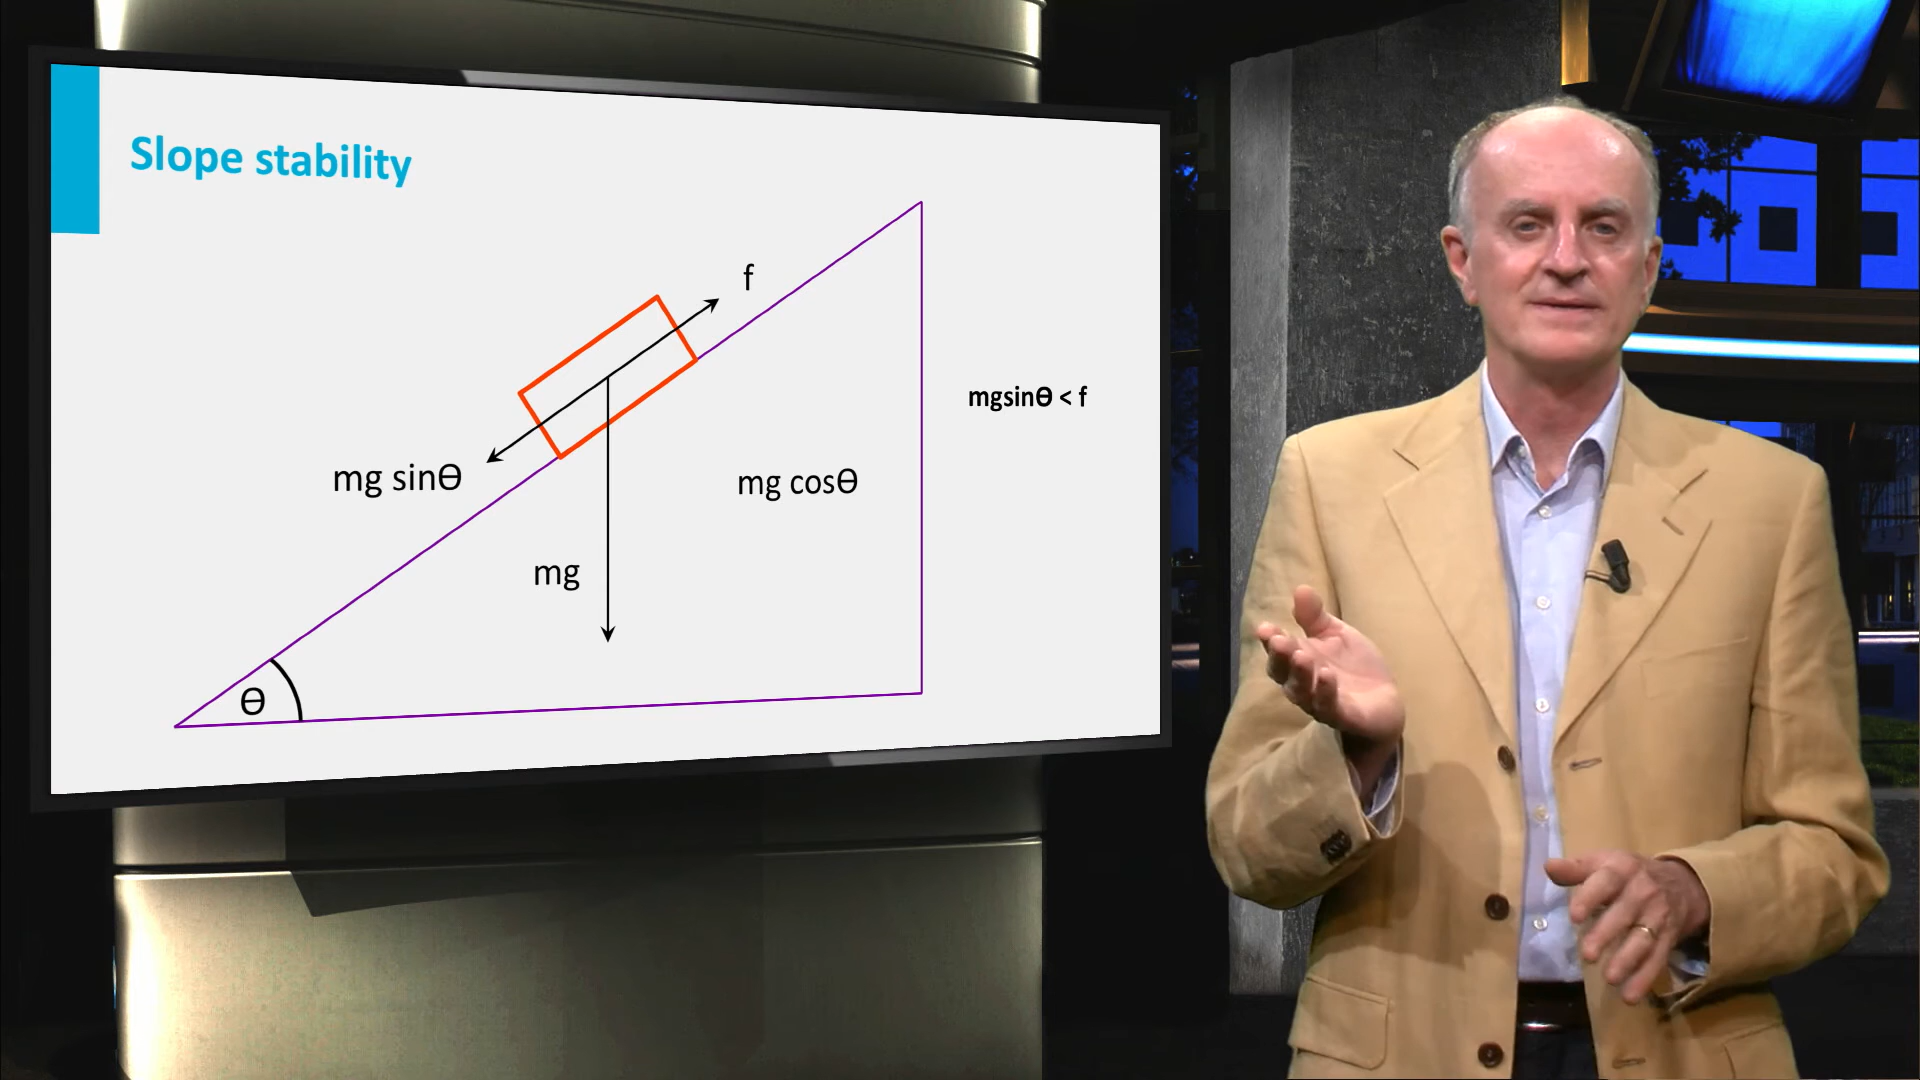 Slope stability
f
mgsinθ < f
mg sinθ
mg cosθ
mg
θ